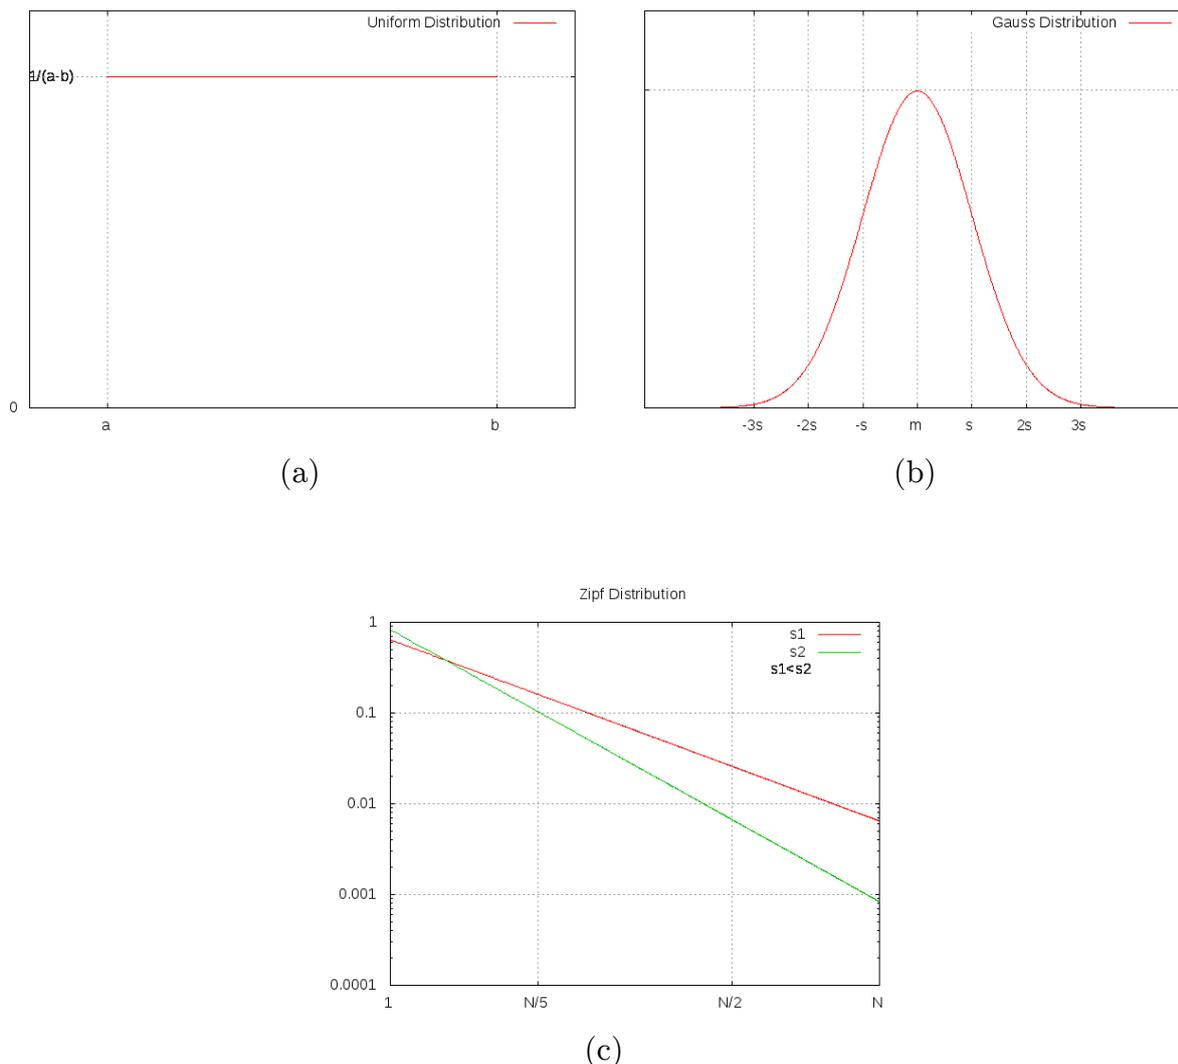 Uniform Distribution
1/(a-b)
0
a b
(a)
Gauss Distribution
-3s -2s -s m s 2s 3s
(b)
Zipf Distribution
1
s1
s2
s1<s2
0.1
0.01
0.001
0.0001
1 N/5 N/2 N
(c)